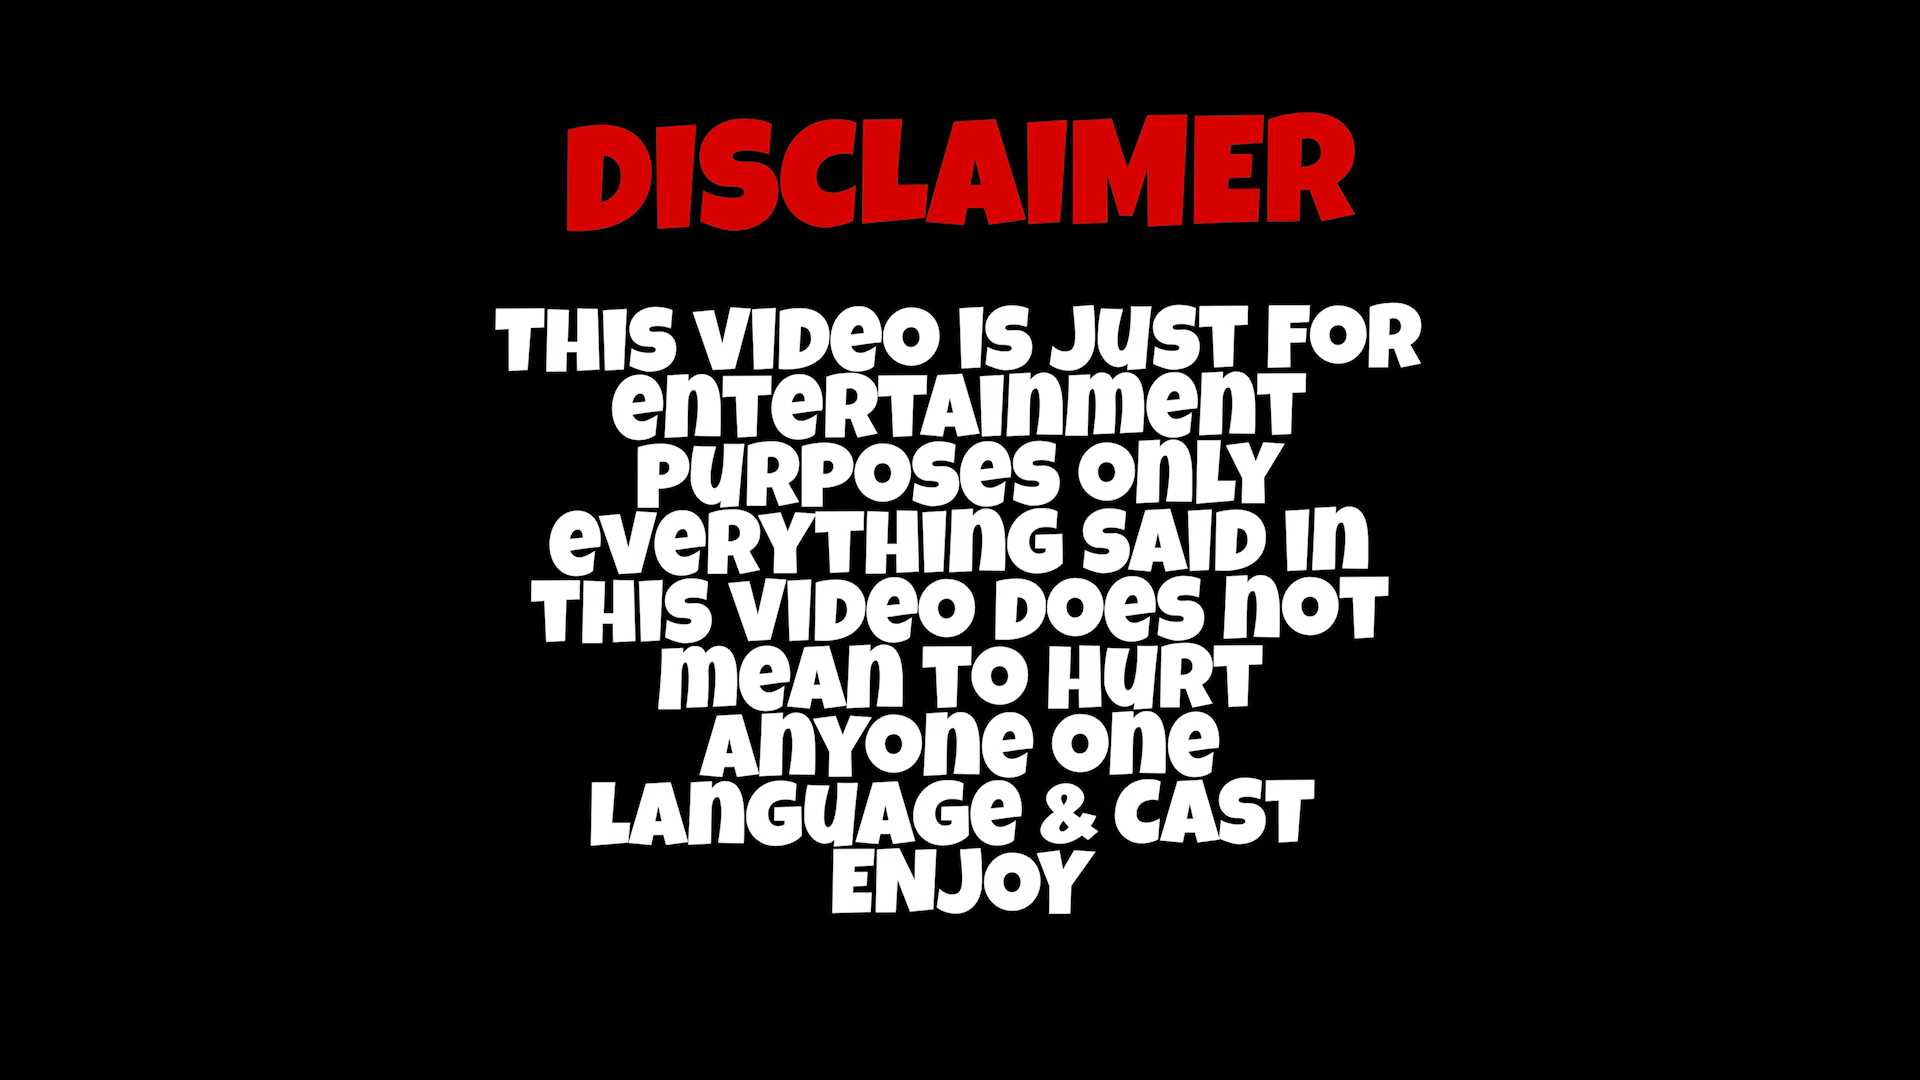 DISCLAIMER
THIS VIDEO IS JUST FOR
ENTERTAINMENT
PURPOSES ONLY
EVERYTHING SAID IN
THIS VIDEO DOES NOT
MEAN TO HURT
ANYONE ONE
LANGUAGE & CAST
ENJOY